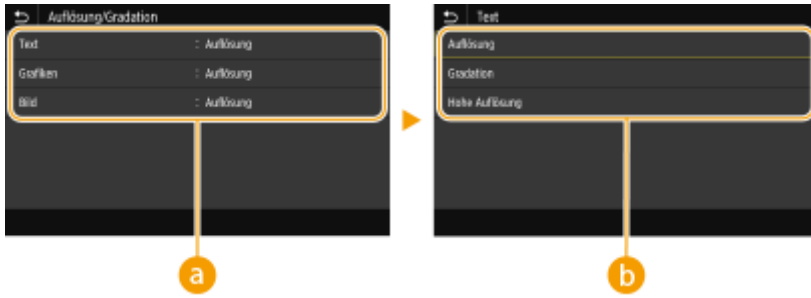 Auflösung/Gradation
Text : Auflösung
Grafiken : Auflösung
Bild : Auflösung
a
Text
Auflösung
Gradation
Hohe Auflösung
b